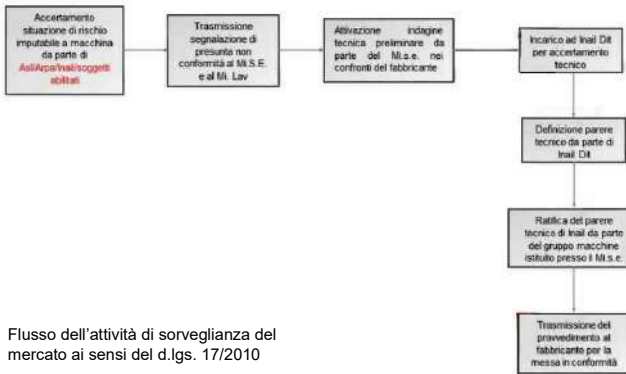 Accertamento
situazione di rischio
imputabile a macchina
da parte di
Asl/Arpa/Inail/soggetti
abilitati
Trasmissione
segnalazione di
presunta non
conformità al Mi.S.E.
e al Mi. Lav
Attivazione indagine
tecnica preliminare da
parte del Mi.s.e. nei
confronti del fabbricante
Incarico ad Inail Dit
per accertamento
tecnico
Definizione parere
tecnico da parte di
Inail Dit
Ratifica del parere
tecnico di Inail da parte
del gruppo macchine
istituito presso il Mi.s.e.
Trasmissione del
provvedimento al
fabbricante per la
messa in conformità
Flusso dell'attività di sorveglianza del
mercato ai sensi del d.lgs. 17/2010